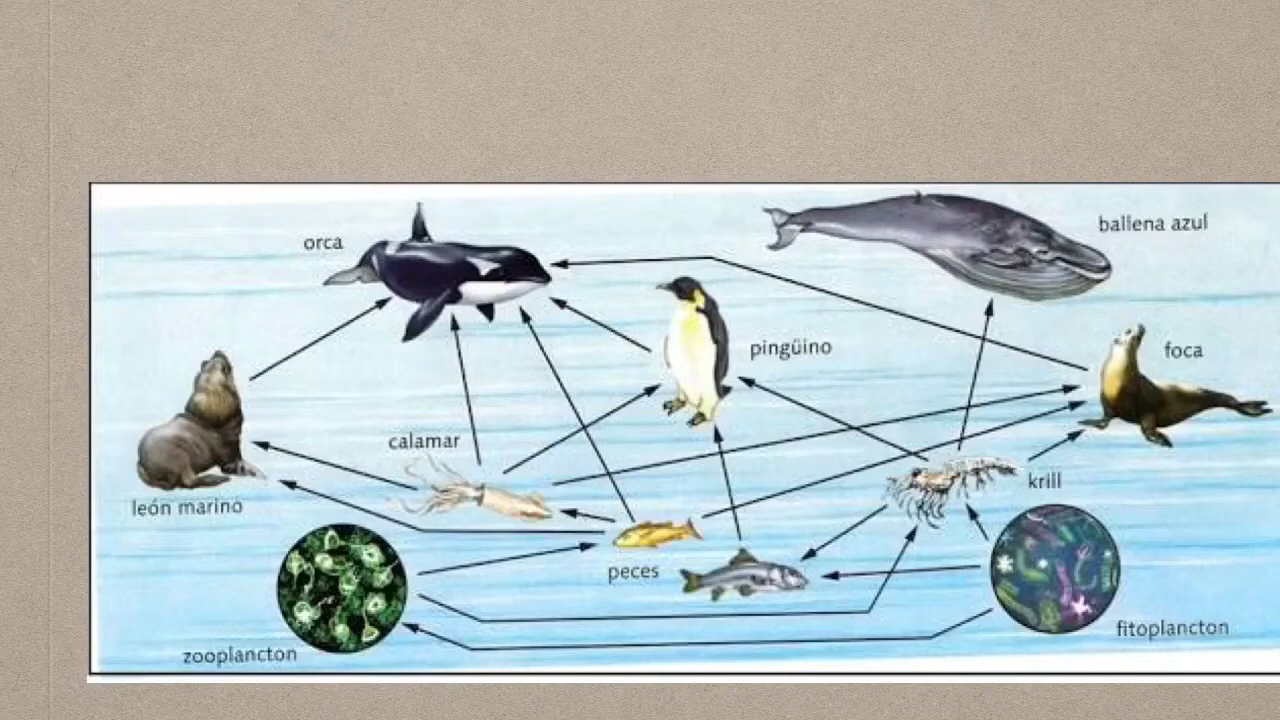 orca
ballena azul
pingüino
foca
calamar
león marino
krill
peces
fitoplancton
zooplancton